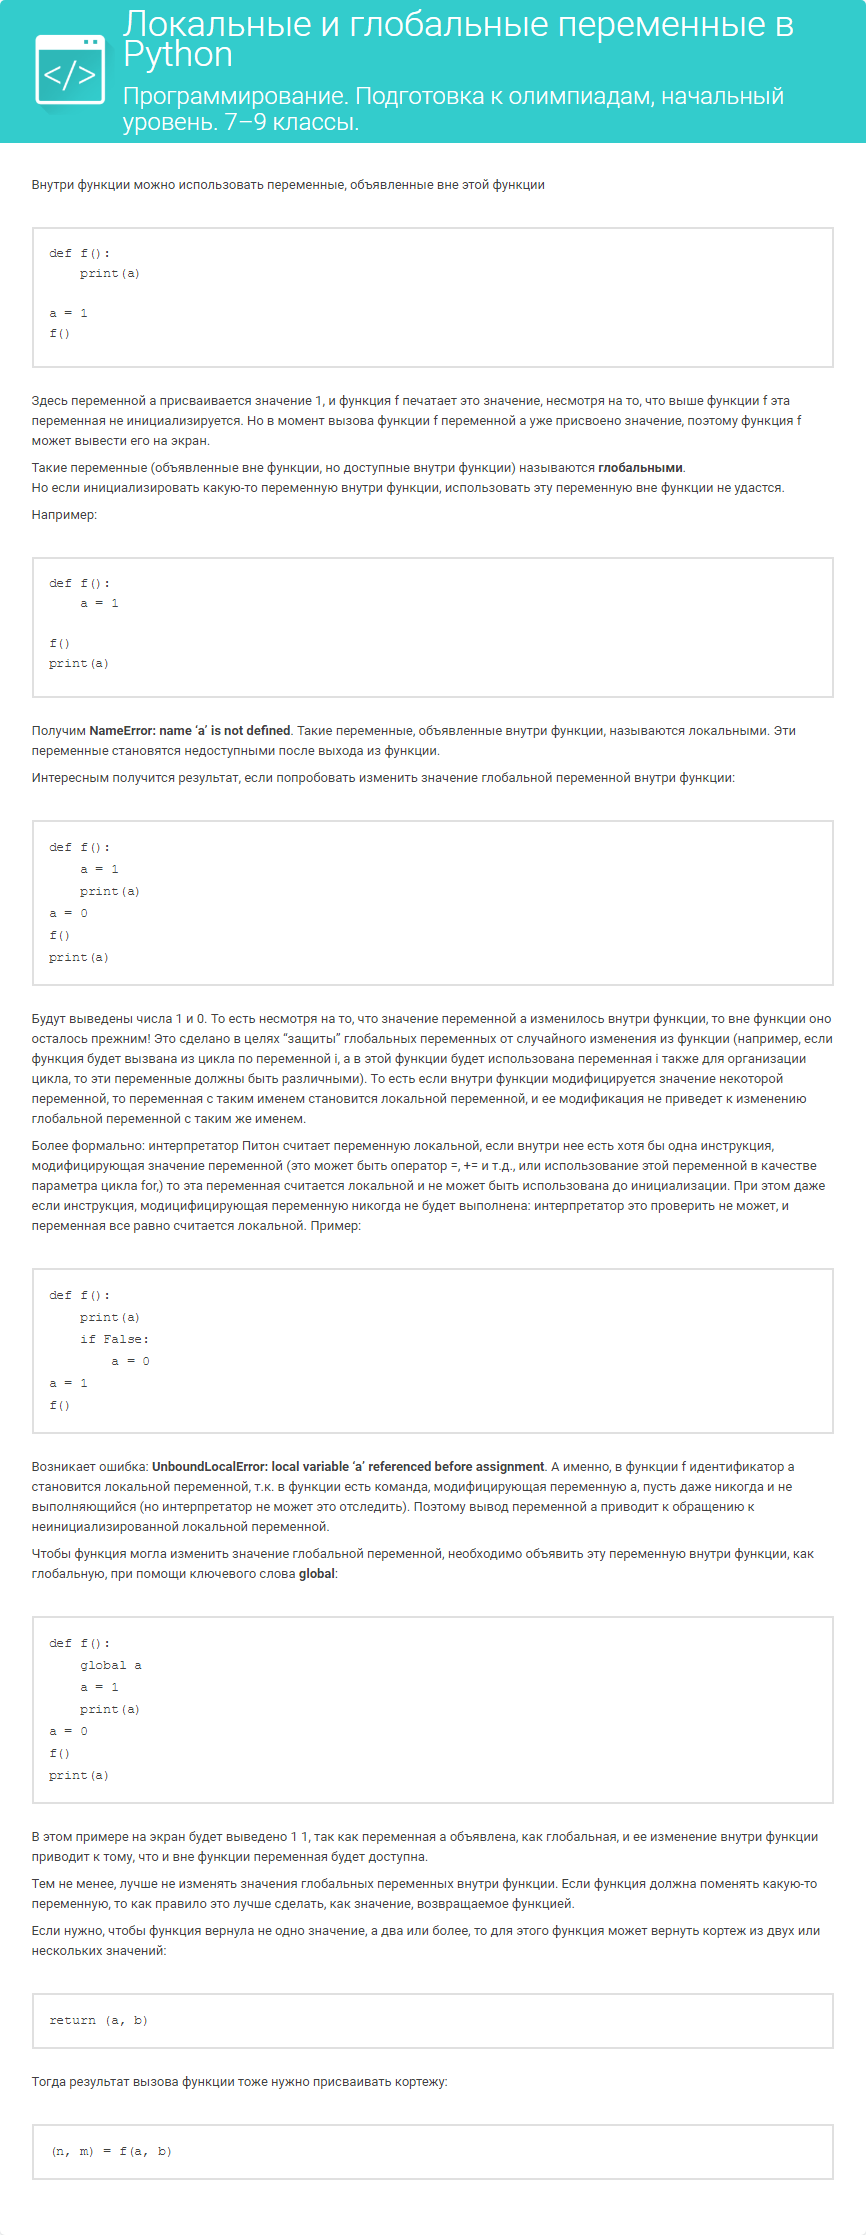 Локальные и глобальные переменные в
Python
</>
Программирование. Подготовка к олимпиадам, начальный
уровень. 7–9 классы.
Внутри функции можно использовать переменные, объявленные вне этой функции
def f():
    print(a)
a = 1
f()
Здесь переменной a присваивается значение 1, и функция f печатает это значение, несмотря на то, что выше функции f эта
переменная не инициализируется. Но в момент вызова функции f переменной a уже присвоено значение, поэтому функция f
может вывести его на экран.
Такие переменные (объявленные вне функции, но доступные внутри функции) называются глобальными.
Но если инициализировать какую-то переменную внутри функции, использовать эту переменную вне функции не удастся.
Например:
def f():
    a = 1
f()
print(a)
Получим NameError: name ‘a’ is not defined. Такие переменные, объявленные внутри функции, называются локальными. Эти
переменные становятся недоступными после выхода из функции.
Интересным получится результат, если попробовать изменить значение глобальной переменной внутри функции:
def f():
    a = 1
    print(a)
a = 0
f()
print(a)
Будут выведены числа 1 и 0. То есть несмотря на то, что значение переменной a изменилось внутри функции, то вне функции оно
осталось прежним! Это сделано в целях “защиты” глобальных переменных от случайного изменения из функции (например, если
функция будет вызвана из цикла по переменной i, а в этой функции будет использована переменная i также для организации
цикла, то эти переменные должны быть различными). То есть если внутри функции модифицируется значение некоторой
переменной, то переменная с таким именем становится локальной переменной, и ее модификация не приведет к изменению
глобальной переменной с таким же именем.
Более формально: интерпретатор Питон считает переменную локальной, если внутри нее есть хотя бы одна инструкция,
модифицирующая значение переменной (это может быть оператор =, += и т.д., или использование этой переменной в качестве
параметра цикла for,) то эта переменная считается локальной и не может быть использована до инициализации. При этом даже
если инструкция, модицифицирующая переменную никогда не будет выполнена: интерпретатор это проверить не может, и
переменная все равно считается локальной. Пример:
def f():
    print(a)
    if False:
        a = 0
a = 1
f()
Возникает ошибка: UnboundLocalError: local variable ‘a’ referenced before assignment. А именно, в функции f идентификатор a
становится локальной переменной, т.к. в функции есть команда, модифицирующая переменную a, пусть даже никогда и не
выполняющийся (но интерпретатор не может это отследить). Поэтому вывод переменной a приводит к обращению к
неинициализированной локальной переменной.
Чтобы функция могла изменить значение глобальной переменной, необходимо объявить эту переменную внутри функции, как
глобальную, при помощи ключевого слова global:
def f():
    global a
    a = 1
    print(a)
a = 0
f()
print(a)
В этом примере на экран будет выведено 1 1, так как переменная a объявлена, как глобальная, и ее изменение внутри функции
приводит к тому, что и вне функции переменная будет доступна.
Тем не менее, лучше не изменять значения глобальных переменных внутри функции. Если функция должна поменять какую-то
переменную, то как правило это лучше сделать, как значение, возвращаемое функцией.
Если нужно, чтобы функция вернула не одно значение, а два или более, то для этого функция может вернуть кортеж из двух или
нескольких значений:
return (a, b)
Тогда результат вызова функции тоже нужно присваивать кортежу:
(n, m) = f(a, b)